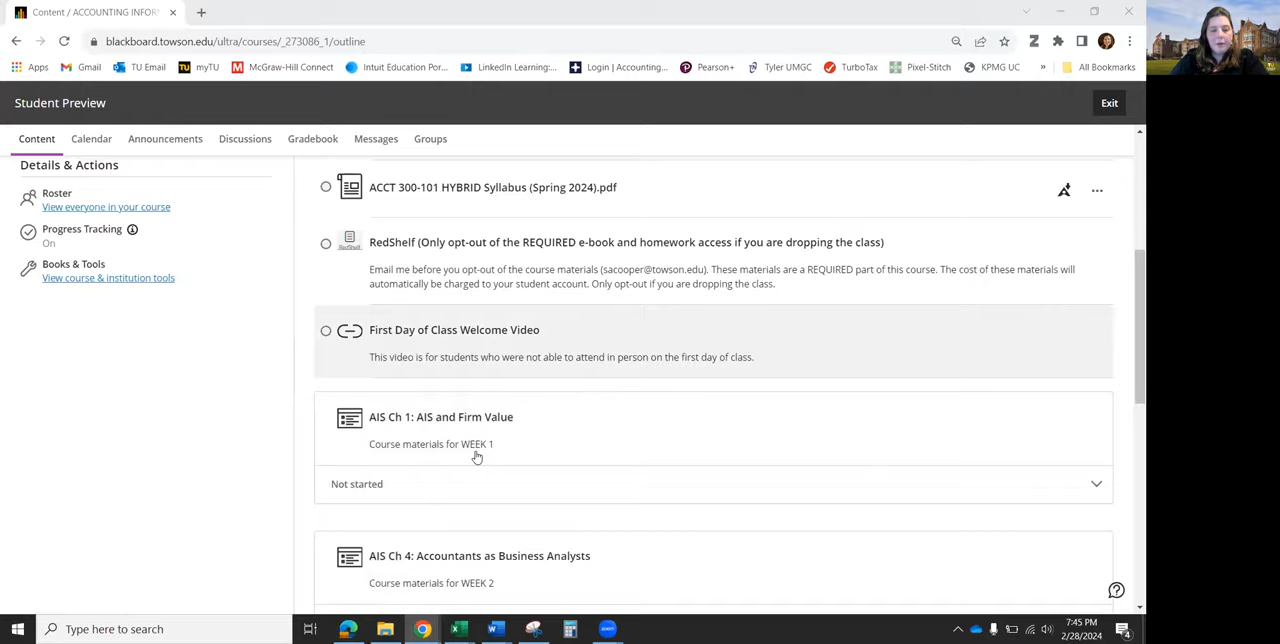 Content / ACCOUNTING INFOR
blackboard.towson.edu/ultra/courses/_273086_1/outline
Apps Gmail TU Email myTU McGraw-Hill Connect Intuit Education Por... LinkedIn Learning:... Login | Accounting... Pearson+ Tyler UMGC TurboTax Pixel-Stitch KPMG UC » All Bookmarks
Student Preview
Exit
Content Calendar Announcements Discussions Gradebook Messages Groups
Details & Actions
Roster
View everyone in your course
Progress Tracking
On
Books & Tools
View course & institution tools
ACCT 300-101 HYBRID Syllabus (Spring 2024).pdf
RedShelf (Only opt-out of the REQUIRED e-book and homework access if you are dropping the class)
Email me before you opt-out of the course materials (sacooper@towson.edu). These materials are a REQUIRED part of this course. The cost of these materials will
automatically be charged to your student account. Only opt-out if you are dropping the class.
First Day of Class Welcome Video
This video is for students who were not able to attend in person on the first day of class.
AIS Ch 1: AIS and Firm Value
Course materials for WEEK 1
Not started
AIS Ch 4: Accountants as Business Analysts
Course materials for WEEK 2
Type here to search
7:45 PM
2/28/2024
4